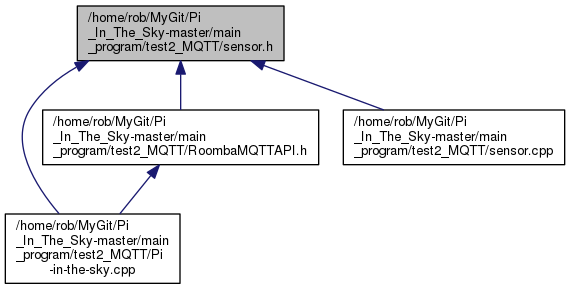 /home/rob/MyGit/Pi
_In_The_Sky-master/main
_program/test2_MQTT/sensor.h
/home/rob/MyGit/Pi
_In_The_Sky-master/main
_program/test2_MQTT/RoombaMQTTAPI.h
/home/rob/MyGit/Pi
_In_The_Sky-master/main
_program/test2_MQTT/sensor.cpp
/home/rob/MyGit/Pi
_In_The_Sky-master/main
_program/test2_MQTT/Pi
-in-the-sky.cpp